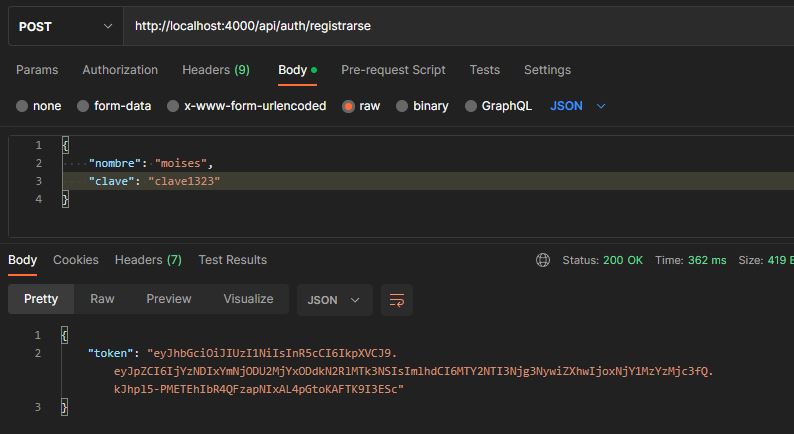 POST http://localhost:4000/api/auth/registrarse
Params Authorization Headers (9) Body Pre-request Script Tests Settings
none form-data x-www-form-urlencoded raw binary GraphQL JSON
1 {
2 "nombre": "moises",
3 "clave": "clave1323"
4 }
Body Cookies Headers (7) Test Results Status: 200 OK Time: 362 ms Size: 419 B
Pretty Raw Preview Visualize JSON
1 {
2 "token": "eyJhbGciOiJIUzI1NiIsInR5cCI6IkpXVCJ9.
eyJpZCI6IjYzNDIxYmNjODU2MjYxODdkN2RlMTk3NSIsImlhdCI6MTY2NTI3Njg3NywiZXhwIjoxNjY1MzYzMjc3fQ.
kJhpl5-PMETEhIbR4QFzapNIxAL4pGtoKAFTK9I3ESc"
3 }